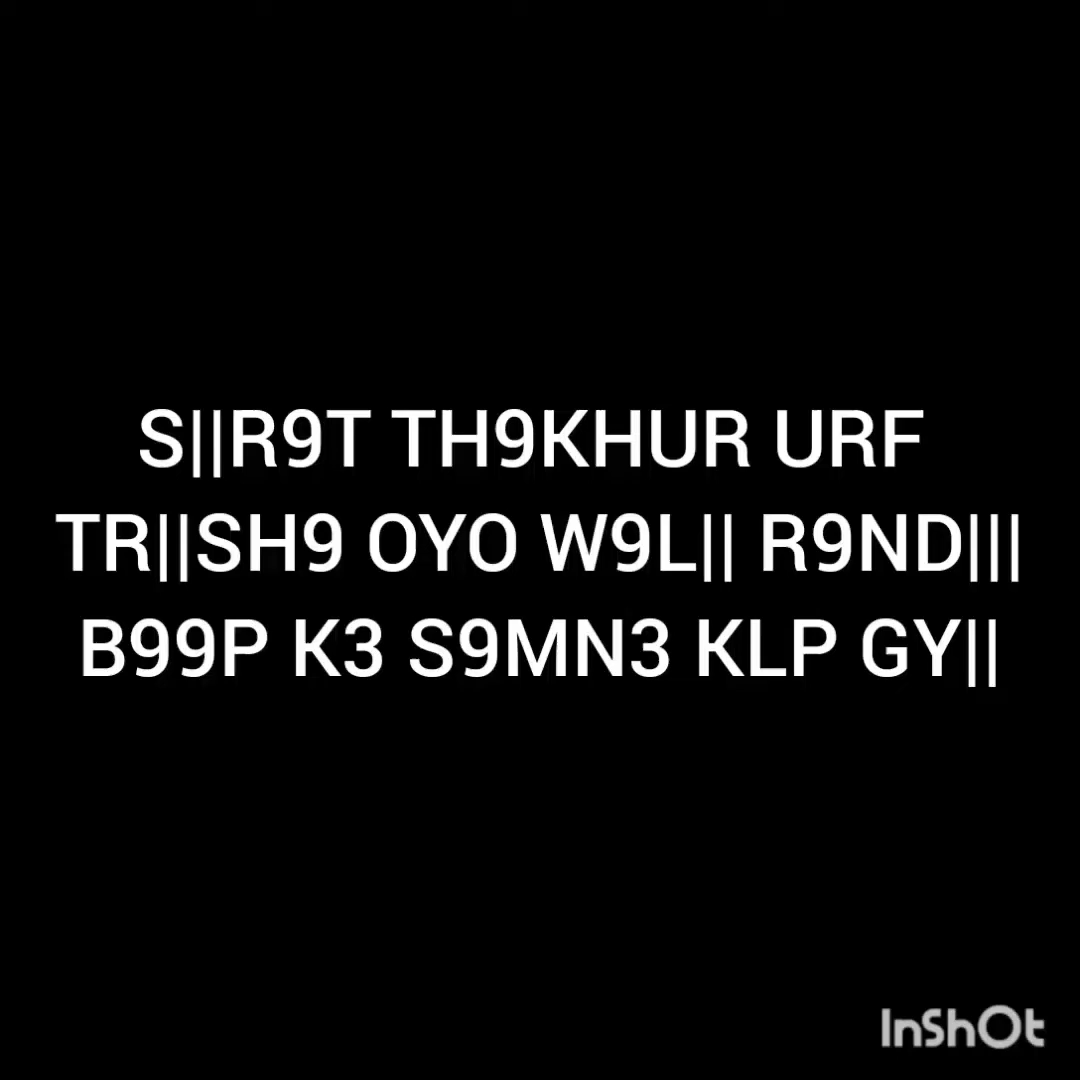 S||R9T TH9KHUR URF
TR||SH9 OYO W9L|| R9ND|||
B99P K3 S9MN3 KLP GY||
InShOt